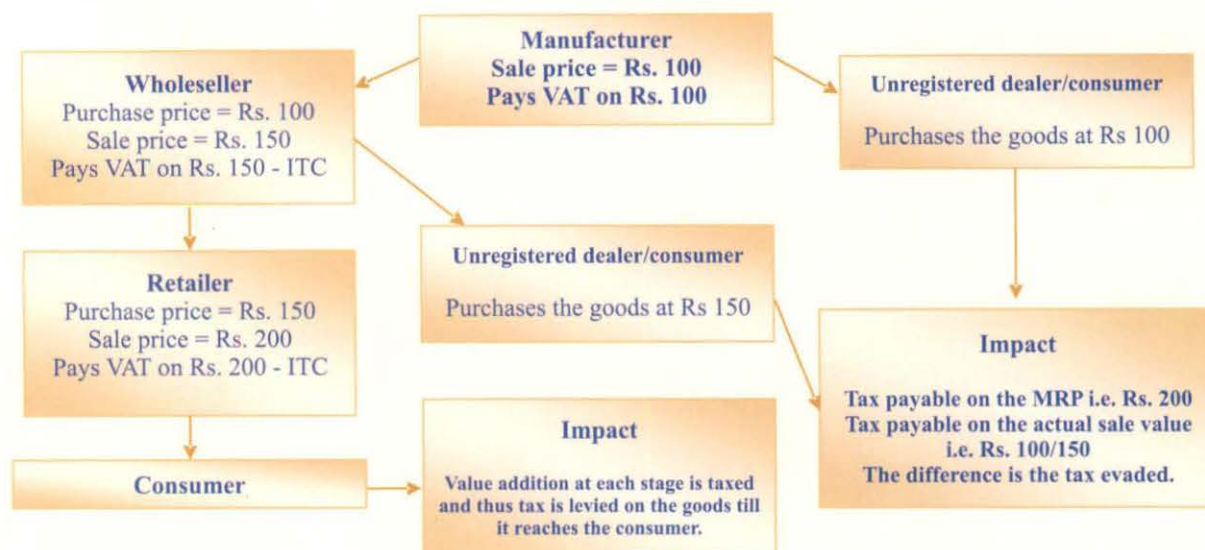 Manufacturer
Sale price = Rs. 100
Pays VAT on Rs. 100
Wholeseller
Purchase price = Rs. 100
Sale price = Rs. 150
Pays VAT on Rs. 150 - ITC
Unregistered dealer/consumer
Purchases the goods at Rs 100
Retailer
Purchase price = Rs. 150
Sale price = Rs. 200
Pays VAT on Rs. 200 - ITC
Unregistered dealer/consumer
Purchases the goods at Rs 150
Impact
Tax payable on the MRP i.e. Rs. 200
Tax payable on the actual sale value
i.e. Rs. 100/150
The difference is the tax evaded.
Consumer
Impact
Value addition at each stage is taxed
and thus tax is levied on the goods till
it reaches the consumer.